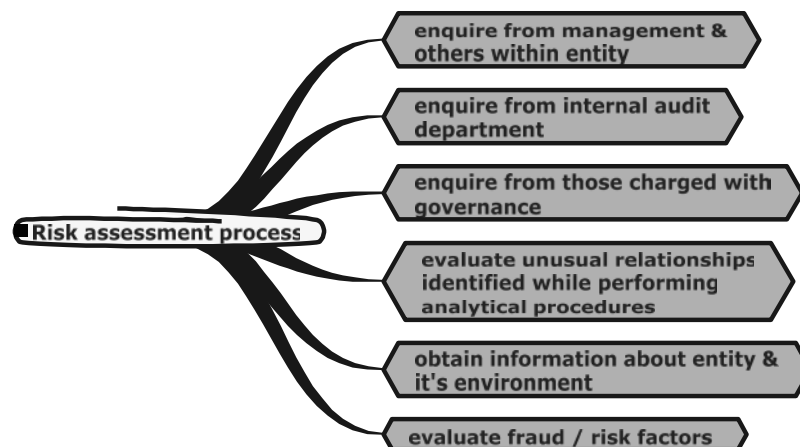 enquire from management &
others within entity
enquire from internal audit
department
enquire from those charged with
governance
Risk assessment process
evaluate unusual relationships
identified while performing
analytical procedures
obtain information about entity &
it's environment
evaluate fraud / risk factors